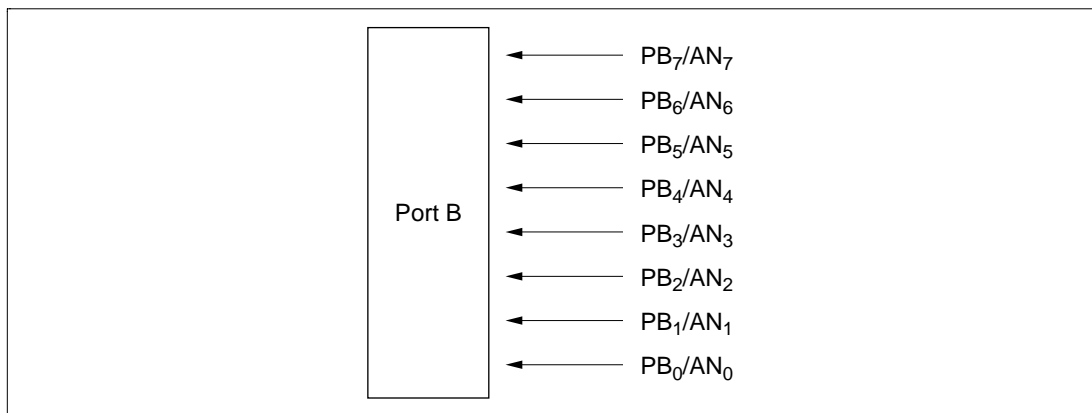 PB₇/AN₇
PB₆/AN₆
PB₅/AN₅
PB₄/AN₄
Port B
PB₃/AN₃
PB₂/AN₂
PB₁/AN₁
PB₀/AN₀